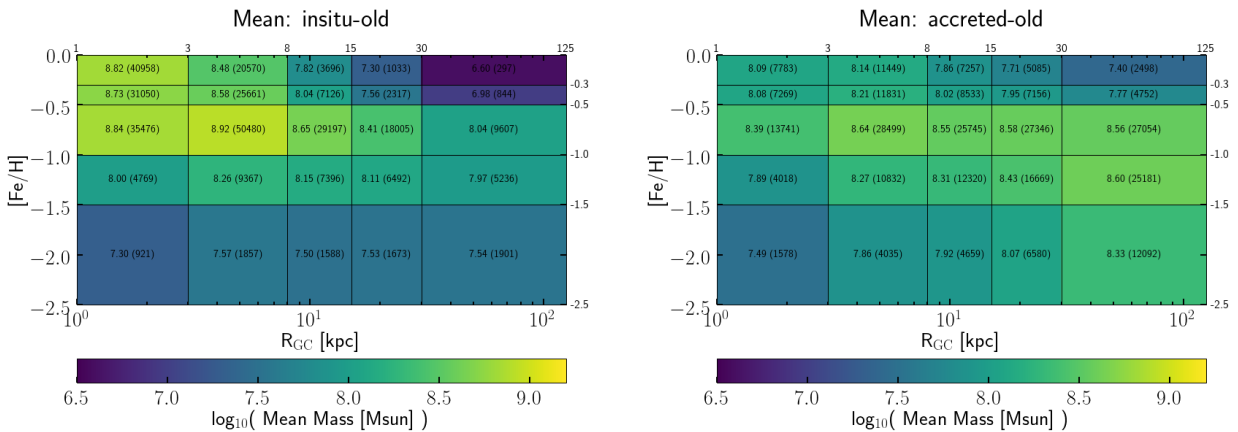 Mean: insitu-old
1 3 8 15 30 125
0.0
8.82 (40958) 8.48 (20570) 7.82 (3696) 7.30 (1033) 6.60 (297)
-0.3
8.73 (31050) 8.58 (25661) 8.04 (7126) 7.56 (2317) 6.98 (844)
−0.5 -0.5
8.84 (35476) 8.92 (50480) 8.65 (29197) 8.41 (18005) 8.04 (9607)
−1.0 -1.0
8.00 (4769) 8.26 (9367) 8.15 (7396) 8.11 (6492) 7.97 (5236)
−1.5 -1.5
7.30 (921) 7.57 (1857) 7.50 (1588) 7.53 (1673) 7.54 (1901)
−2.0
−2.5 -2.5
[Fe/H]
10⁰ 10¹ 10²
R_GC [kpc]
6.5 7.0 7.5 8.0 8.5 9.0
log₁₀( Mean Mass [Msun] )
Mean: accreted-old
1 3 8 15 30 125
0.0
8.09 (7783) 8.14 (11449) 7.86 (7257) 7.71 (5085) 7.40 (2498)
-0.3
8.08 (7269) 8.21 (11831) 8.02 (8533) 7.95 (7156) 7.77 (4752)
−0.5 -0.5
8.39 (13741) 8.64 (28499) 8.55 (25745) 8.58 (27346) 8.56 (27054)
−1.0 -1.0
7.89 (4018) 8.27 (10832) 8.31 (12320) 8.43 (16669) 8.60 (25181)
−1.5 -1.5
7.49 (1578) 7.86 (4035) 7.92 (4659) 8.07 (6580) 8.33 (12092)
−2.0
−2.5 -2.5
[Fe/H]
10⁰ 10¹ 10²
R_GC [kpc]
6.5 7.0 7.5 8.0 8.5 9.0
log₁₀( Mean Mass [Msun] )